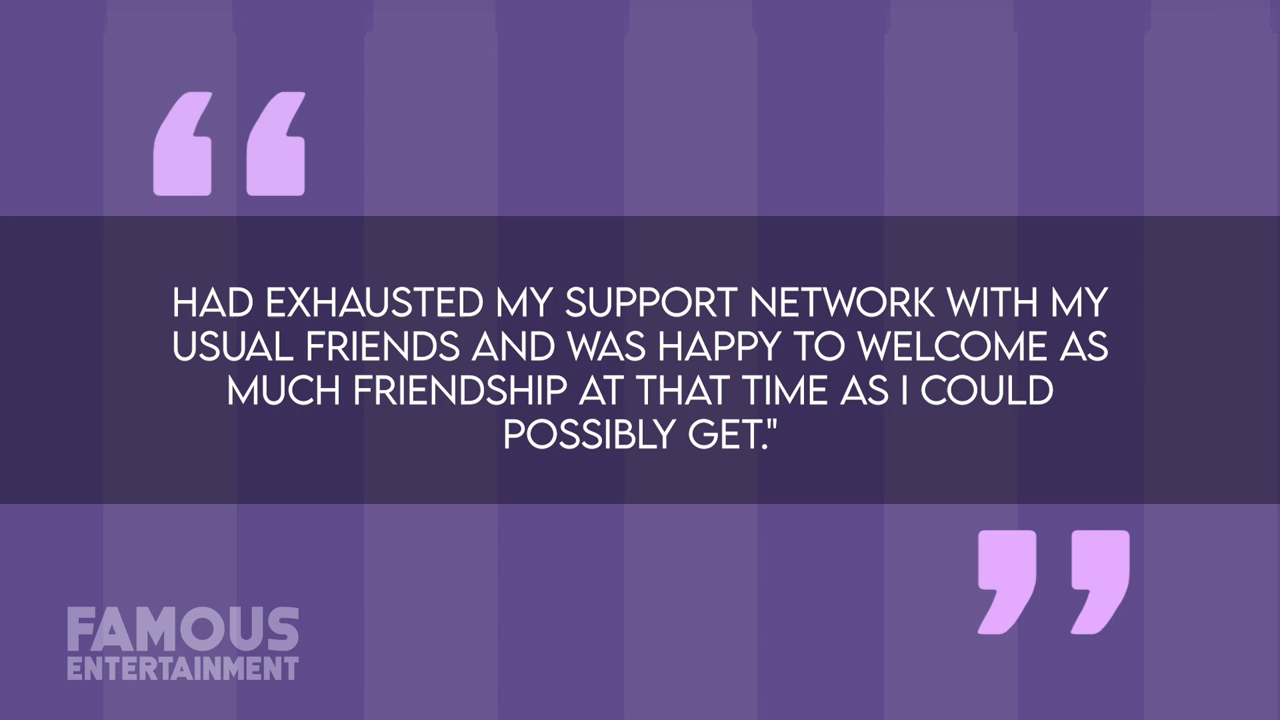 HAD EXHAUSTED MY SUPPORT NETWORK WITH MY
USUAL FRIENDS AND WAS HAPPY TO WELCOME AS
MUCH FRIENDSHIP AT THAT TIME AS I COULD
POSSIBLY GET."
FAMOUS
ENTERTAINMENT